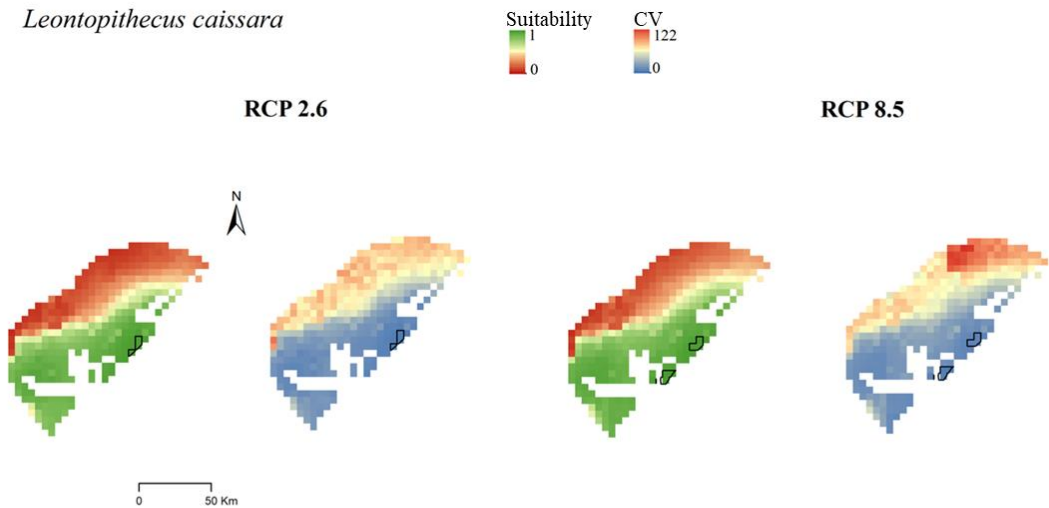 Leontopithecus caissara
Suitability
1
0
CV
122
0
RCP 2.6
RCP 8.5
N
0 50 Km